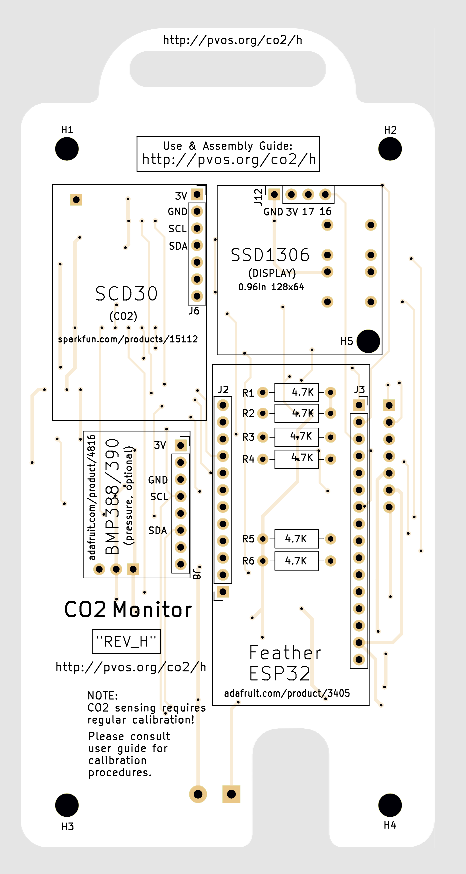 http://pvos.org/co2/h
H1
H2
Use & Assembly Guide:
http://pvos.org/co2/h
3V
GND
SCL
SDA
J6
SCD30
(CO2)
sparkfun.com/products/15112
J12
GND 3V 17 16
SSD1306
(DISPLAY)
0.96in 128x64
H5
J2
J3
R1 4.7K
R2 4.7K
R3 4.7K
R4 4.7K
R5 4.7K
R6 4.7K
adafruit.com/product/4816
BMP388/390
(pressure, optional)
3V
GND
SCL
SDA
J8
CO2 Monitor
"REV_H"
http://pvos.org/co2/h
Feather
ESP32
adafruit.com/product/3405
NOTE:
CO2 sensing requires
regular calibration!
Please consult
user guide for
calibration
procedures.
H3
H4